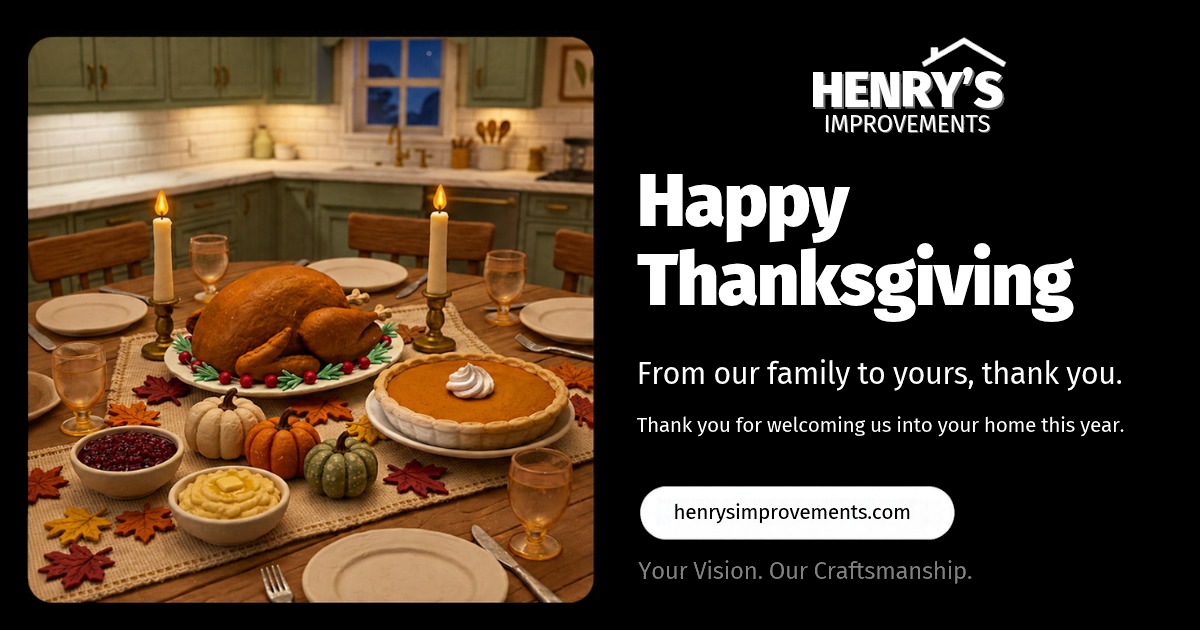 HENRY'S
IMPROVEMENTS
Happy
Thanksgiving
From our family to yours, thank you.
Thank you for welcoming us into your home this year.
henrysimprovements.com
Your Vision. Our Craftsmanship.